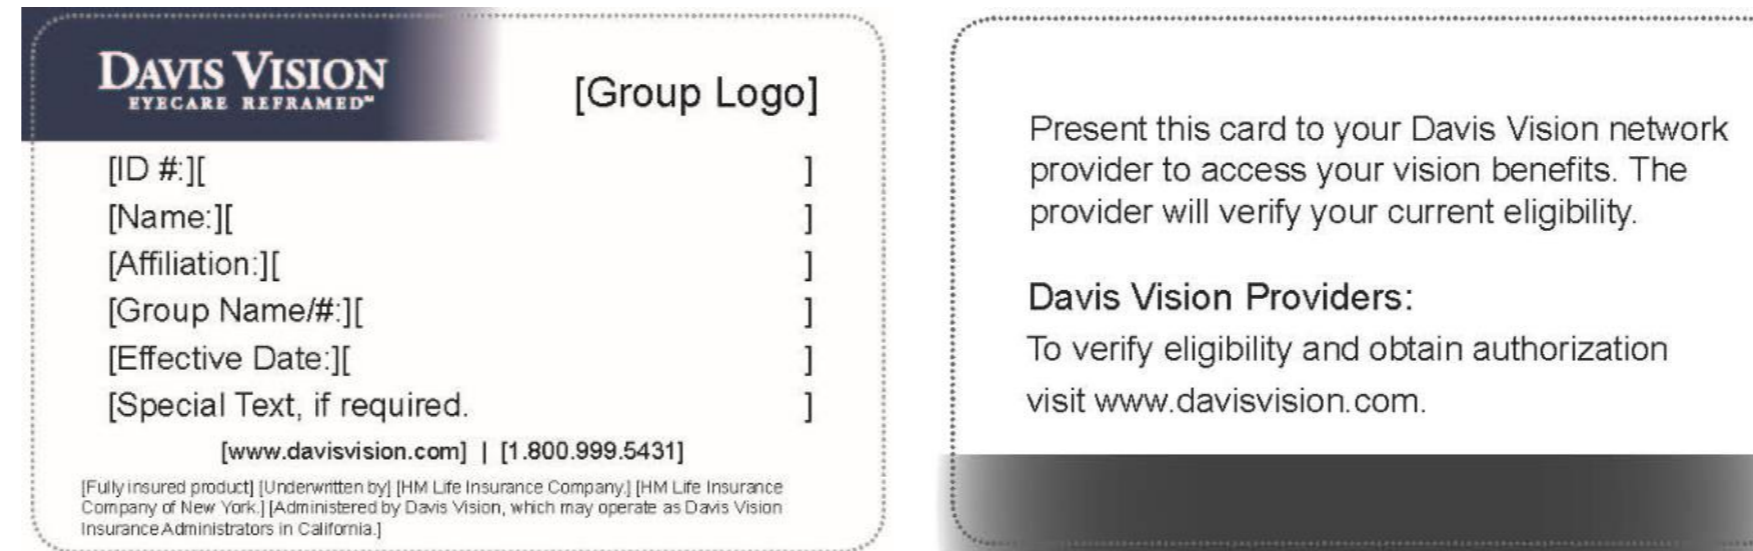 DAVIS VISION
EYECARE REFRAMED™
[Group Logo]
[ID #:][ ]
[Name:][ ]
[Affiliation:][ ]
[Group Name/#:][ ]
[Effective Date:][ ]
[Special Text, if required. ]
[www.davisvision.com] | [1.800.999.5431]
[Fully insured product] [Underwritten by] [HM Life Insurance Company.] [HM Life Insurance
Company of New York.] [Administered by Davis Vision, which may operate as Davis Vision
Insurance Administrators in California.]
Present this card to your Davis Vision network
provider to access your vision benefits. The
provider will verify your current eligibility.
Davis Vision Providers:
To verify eligibility and obtain authorization
visit www.davisvision.com.